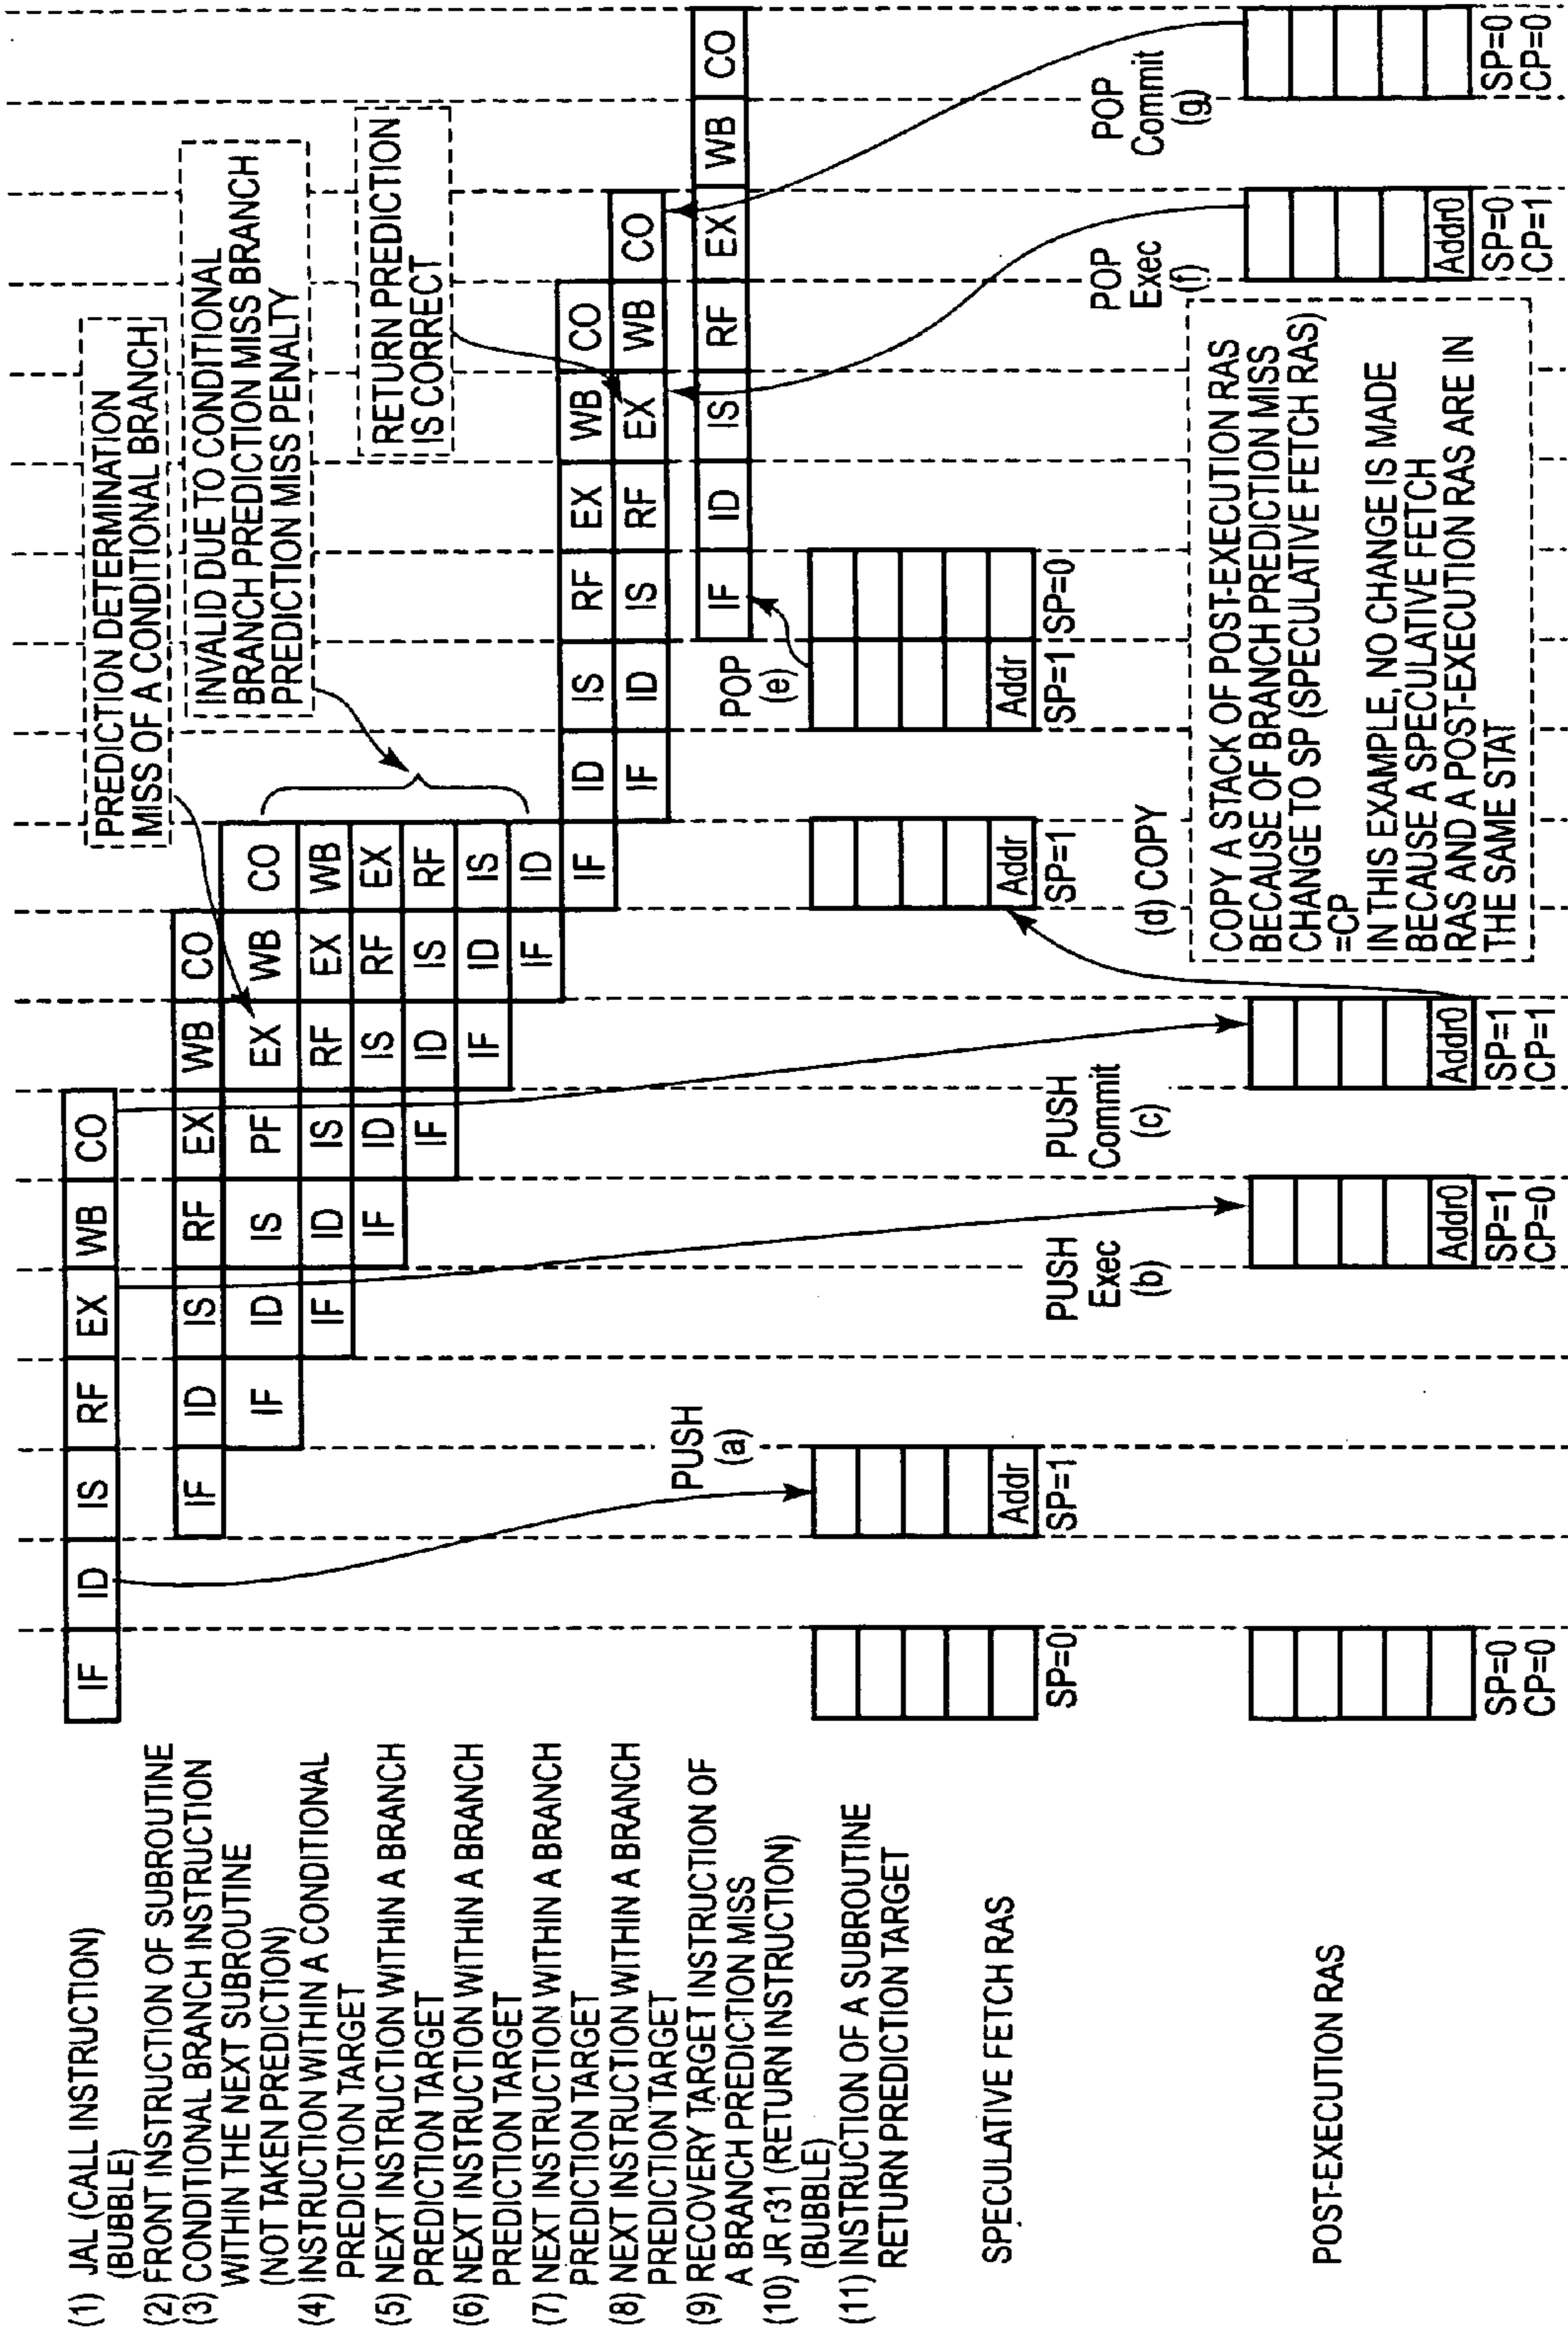 (1) JAL (CALL INSTRUCTION)
(BUBBLE)
(2) FRONT INSTRUCTION OF SUBROUTINE
(3) CONDITIONAL BRANCH INSTRUCTION
WITHIN THE NEXT SUBROUTINE
(NOT TAKEN PREDICTION)
(4) INSTRUCTION WITHIN A CONDITIONAL
PREDICTION TARGET
(5) NEXT INSTRUCTION WITHIN A BRANCH
PREDICTION TARGET
(6) NEXT INSTRUCTION WITHIN A BRANCH
PREDICTION TARGET
(7) NEXT INSTRUCTION WITHIN A BRANCH
PREDICTION TARGET
(8) NEXT INSTRUCTION WITHIN A BRANCH
PREDICTION TARGET
(9) RECOVERY TARGET INSTRUCTION OF
A BRANCH PREDICTION MISS
(10) JR r31 (RETURN INSTRUCTION)
(BUBBLE)
(11) INSTRUCTION OF A SUBROUTINE
RETURN PREDICTION TARGET
SPECULATIVE FETCH RAS
POST-EXECUTION RAS
IF ID IS RF EX WB CO
IF ID IS RF EX WB CO
IF ID IS PF EX WB CO
IF ID IS RF EX WB
IF ID IS RF EX
IF ID IS RF
IF ID IS
IF ID
IF ID IS RF EX WB CO
IF ID IS RF EX WB CO
IF ID IS RF EX WB CO
PREDICTION DETERMINATION
MISS OF A CONDITIONAL BRANCH
INVALID DUE TO CONDITIONAL
BRANCH PREDICTION MISS BRANCH
PREDICTION MISS PENALTY
RETURN PREDICTION
IS CORRECT
PUSH
(a)
POP
(e)
SP=0
Addr
SP=1
Addr
SP=1
Addr
SP=1
SP=0
PUSH
Exec
(b)
PUSH
Commit
(c)
(d) COPY
COPY A STACK OF POST-EXECUTION RAS
BECAUSE OF BRANCH PREDICTION MISS
CHANGE TO SP (SPECULATIVE FETCH RAS)
=CP
IN THIS EXAMPLE, NO CHANGE IS MADE
BECAUSE A SPECULATIVE FETCH
RAS AND A POST-EXECUTION RAS ARE IN
THE SAME STAT
POP
Exec
(f)
POP
Commit
(g)
SP=0
CP=0
Addr0
SP=1
CP=0
Addr0
SP=1
CP=1
Addr0
SP=0
CP=1
SP=0
CP=0